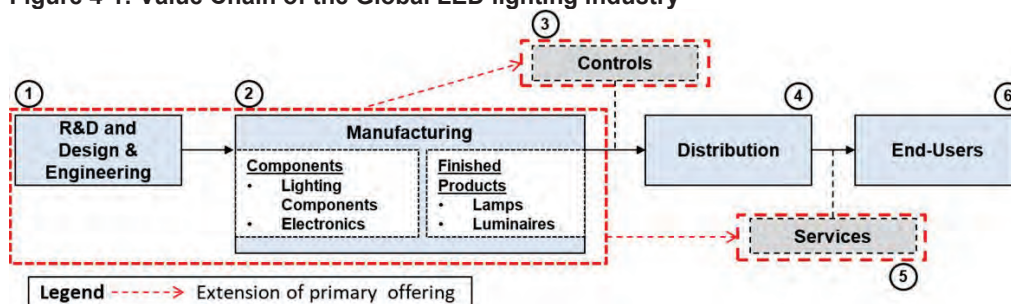 Figure 4-1: Value Chain of the Global LED lighting industry
3
Controls
1
R&D and
Design &
Engineering
2
Manufacturing
Components
• Lighting
Components
• Electronics
Finished
Products
• Lamps
• Luminaires
4
Distribution
6
End-Users
Services
5
Legend Extension of primary offering